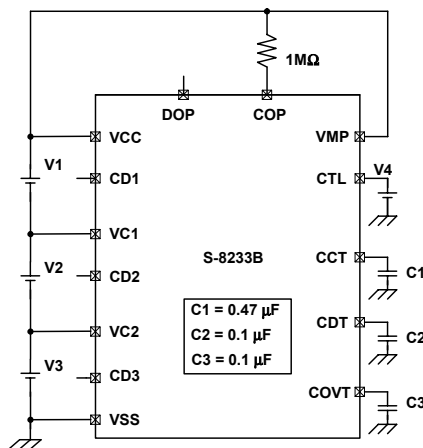 1MΩ
DOP
COP
VCC
VMP
V1
CD1
CTL
V4
VC1
S-8233B
CCT
C1
V2
CD2
C1 = 0.47 µF
C2 = 0.1 µF
C3 = 0.1 µF
CDT
C2
VC2
V3
CD3
COVT
C3
VSS